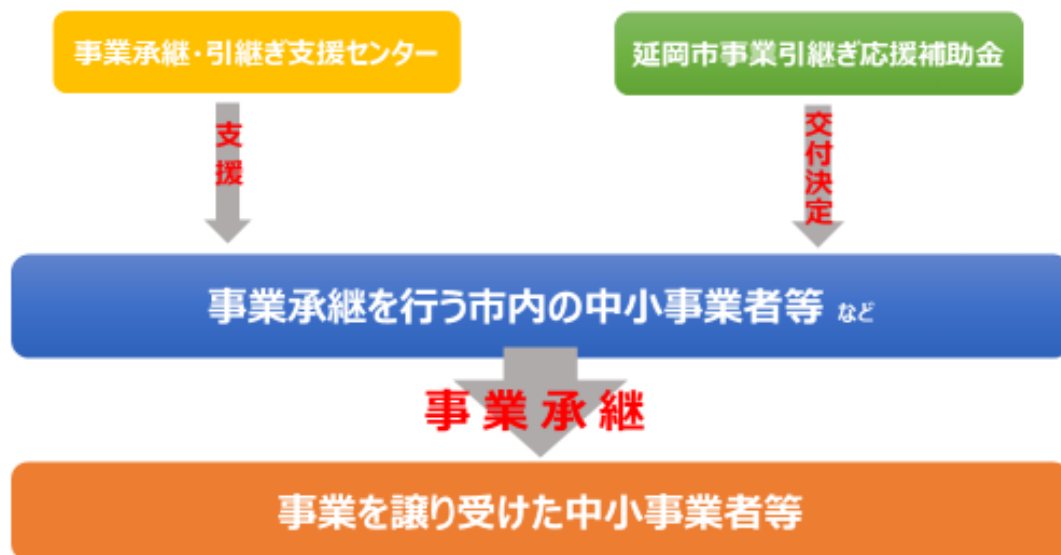 事業承継・引継ぎ支援センター
延岡市事業引継ぎ応援補助金
支援
交付決定
事業承継を行う市内の中小事業者等 など
事業承継
事業を譲り受けた中小事業者等